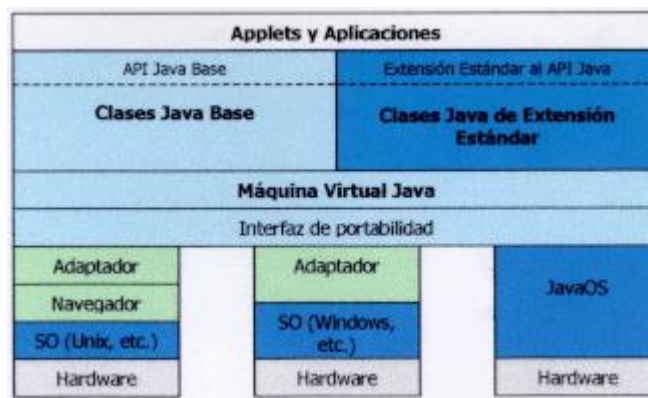 Applets y Aplicaciones
API Java Base
Extensión Estándar al API Java
Clases Java Base
Clases Java de Extensión
Estándar
Máquina Virtual Java
Interfaz de portabilidad
Adaptador
Navegador
SO (Unix, etc.)
Hardware
Adaptador
SO (Windows,
etc.)
Hardware
JavaOS
Hardware